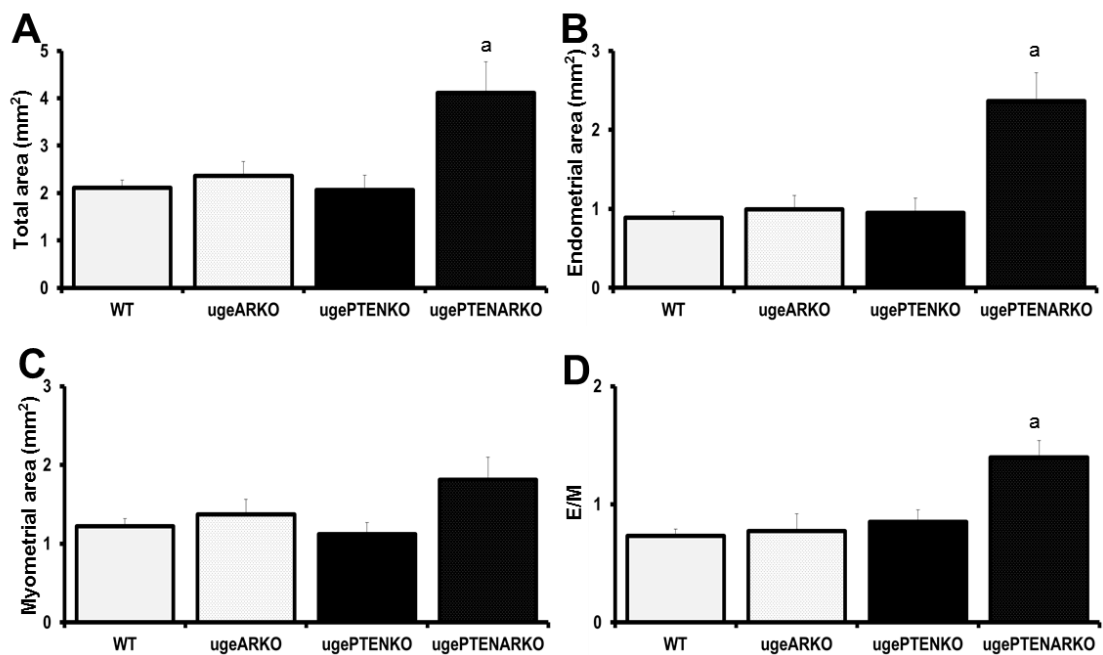 A
Total area (mm²)
5
4
3
2
1
0
a
WT ugeARKO ugePTENKO ugePTENARKO
B
Endometrial area (mm²)
3
2
1
0
a
WT ugeARKO ugePTENKO ugePTENARKO
C
Myometrial area (mm²)
3
2
1
0
WT ugeARKO ugePTENKO ugePTENARKO
D
E/M
2
1
0
a
WT ugeARKO ugePTENKO ugePTENARKO